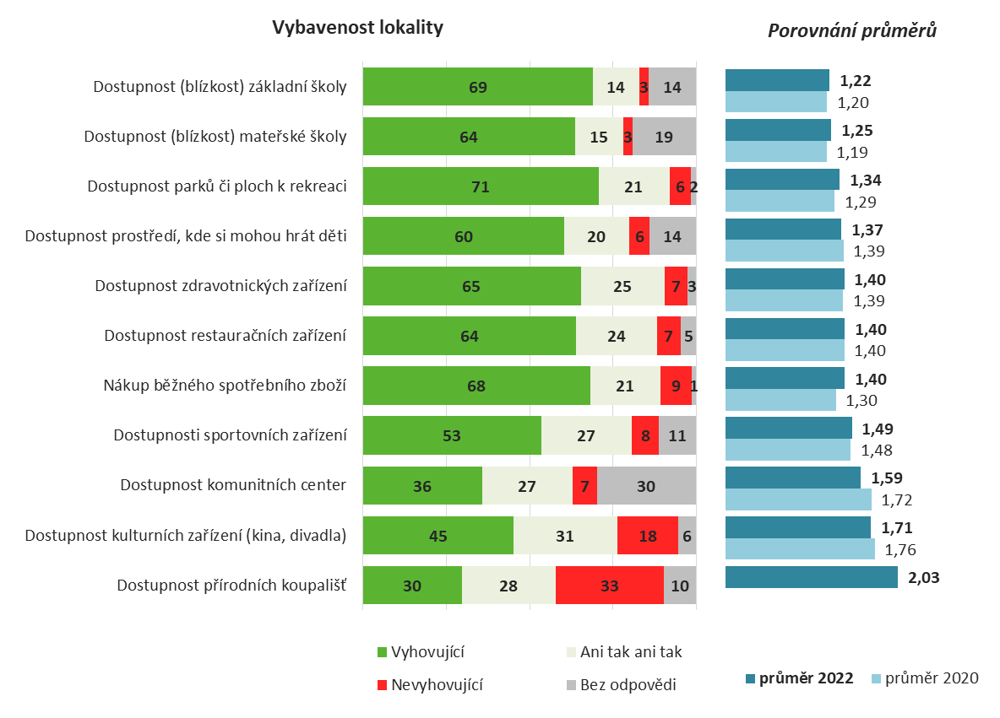 Vybavenost lokality
Porovnání průměrů
Dostupnost (blízkost) základní školy 69 14 3 14 1,22
1,20
Dostupnost (blízkost) mateřské školy 64 15 3 19 1,25
1,19
Dostupnost parků či ploch k rekreaci 71 21 6 2 1,34
1,29
Dostupnost prostředí, kde si mohou hrát děti 60 20 6 14 1,37
1,39
Dostupnost zdravotnických zařízení 65 25 7 3 1,40
1,39
Dostupnost restauračních zařízení 64 24 7 5 1,40
1,40
Nákup běžného spotřebního zboží 68 21 9 1 1,40
1,30
Dostupnosti sportovních zařízení 53 27 8 11 1,49
1,48
Dostupnost komunitních center 36 27 7 30 1,59
1,72
Dostupnost kulturních zařízení (kina, divadla) 45 31 18 6 1,71
1,76
Dostupnost přírodních koupališť 30 28 33 10 2,03
Vyhovující Ani tak ani tak
Nevyhovující Bez odpovědi
průměr 2022 průměr 2020